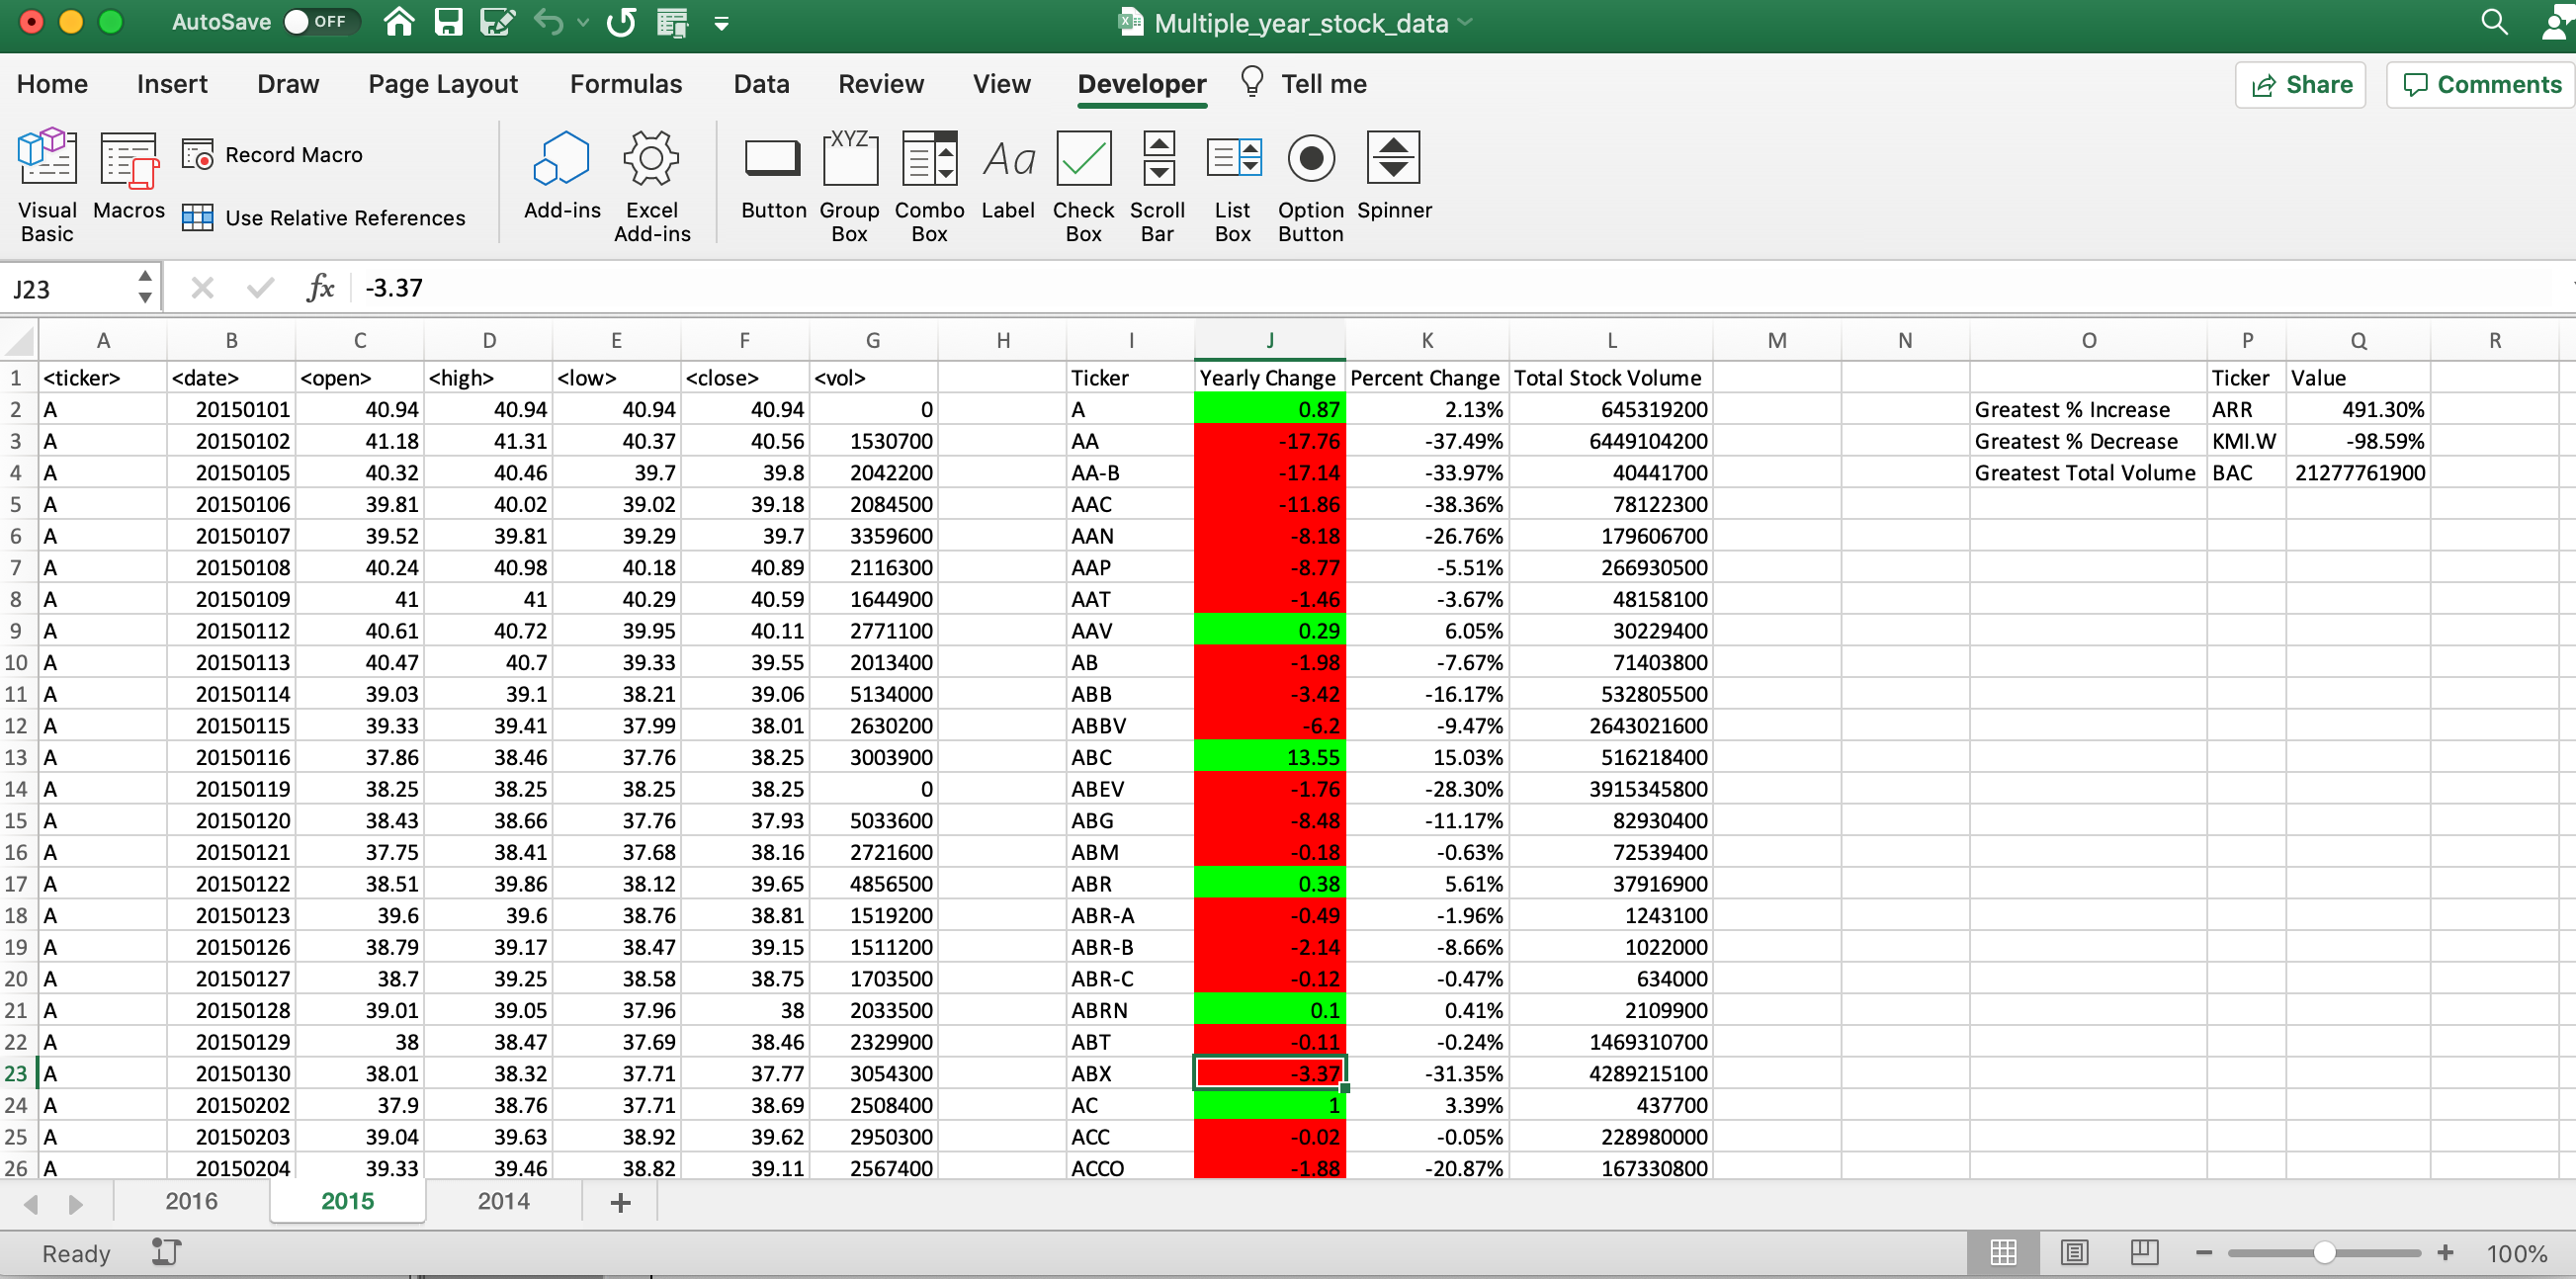 AutoSave OFF Multiple_year_stock_data
Home Insert Draw Page Layout Formulas Data Review View Developer Tell me Share Comments
Visual Basic Macros Record Macro Use Relative References Add-ins Excel Add-ins XYZ Button Group Box Combo Box Aa Label Check Box Scroll Bar List Box Option Button Spinner
J23 fx -3.37
A B C D E F G H I J K L M N O P Q R
1 <ticker> <date> <open> <high> <low> <close> <vol> Ticker Yearly Change Percent Change Total Stock Volume Ticker Value
2 A 20150101 40.94 40.94 40.94 40.94 0 A 0.87 2.13% 645319200 Greatest % Increase ARR 491.30%
3 A 20150102 41.18 41.31 40.37 40.56 1530700 AA -17.76 -37.49% 6449104200 Greatest % Decrease KMI.W -98.59%
4 A 20150105 40.32 40.46 39.7 39.8 2042200 AA-B -17.14 -33.97% 40441700 Greatest Total Volume BAC 21277761900
5 A 20150106 39.81 40.02 39.02 39.18 2084500 AAC -11.86 -38.36% 78122300
6 A 20150107 39.52 39.81 39.29 39.7 3359600 AAN -8.18 -26.76% 179606700
7 A 20150108 40.24 40.98 40.18 40.89 2116300 AAP -8.77 -5.51% 266930500
8 A 20150109 41 41 40.29 40.59 1644900 AAT -1.46 -3.67% 48158100
9 A 20150112 40.61 40.72 39.95 40.11 2771100 AAV 0.29 6.05% 30229400
10 A 20150113 40.47 40.7 39.33 39.55 2013400 AB -1.98 -7.67% 71403800
11 A 20150114 39.03 39.1 38.21 39.06 5134000 ABB -3.42 -16.17% 532805500
12 A 20150115 39.33 39.41 37.99 38.01 2630200 ABBV -6.2 -9.47% 2643021600
13 A 20150116 37.86 38.46 37.76 38.25 3003900 ABC 13.55 15.03% 516218400
14 A 20150119 38.25 38.25 38.25 38.25 0 ABEV -1.76 -28.30% 3915345800
15 A 20150120 38.43 38.66 37.76 37.93 5033600 ABG -8.48 -11.17% 82930400
16 A 20150121 37.75 38.41 37.68 38.16 2721600 ABM -0.18 -0.63% 72539400
17 A 20150122 38.51 39.86 38.12 39.65 4856500 ABR 0.38 5.61% 37916900
18 A 20150123 39.6 39.6 38.76 38.81 1519200 ABR-A -0.49 -1.96% 1243100
19 A 20150126 38.79 39.17 38.47 39.15 1511200 ABR-B -2.14 -8.66% 1022000
20 A 20150127 38.7 39.25 38.58 38.75 1703500 ABR-C -0.12 -0.47% 634000
21 A 20150128 39.01 39.05 37.96 38 2033500 ABRN 0.1 0.41% 2109900
22 A 20150129 38 38.47 37.69 38.46 2329900 ABT -0.11 -0.24% 1469310700
23 A 20150130 38.01 38.32 37.71 37.77 3054300 ABX -3.37 -31.35% 4289215100
24 A 20150202 37.9 38.76 37.71 38.69 2508400 AC 1 3.39% 437700
25 A 20150203 39.04 39.63 38.92 39.62 2950300 ACC -0.02 -0.05% 228980000
26 A 20150204 39.33 39.46 38.82 39.11 2567400 ACCO -1.88 -20.87% 167330800
2016 2015 2014 +
Ready 100%